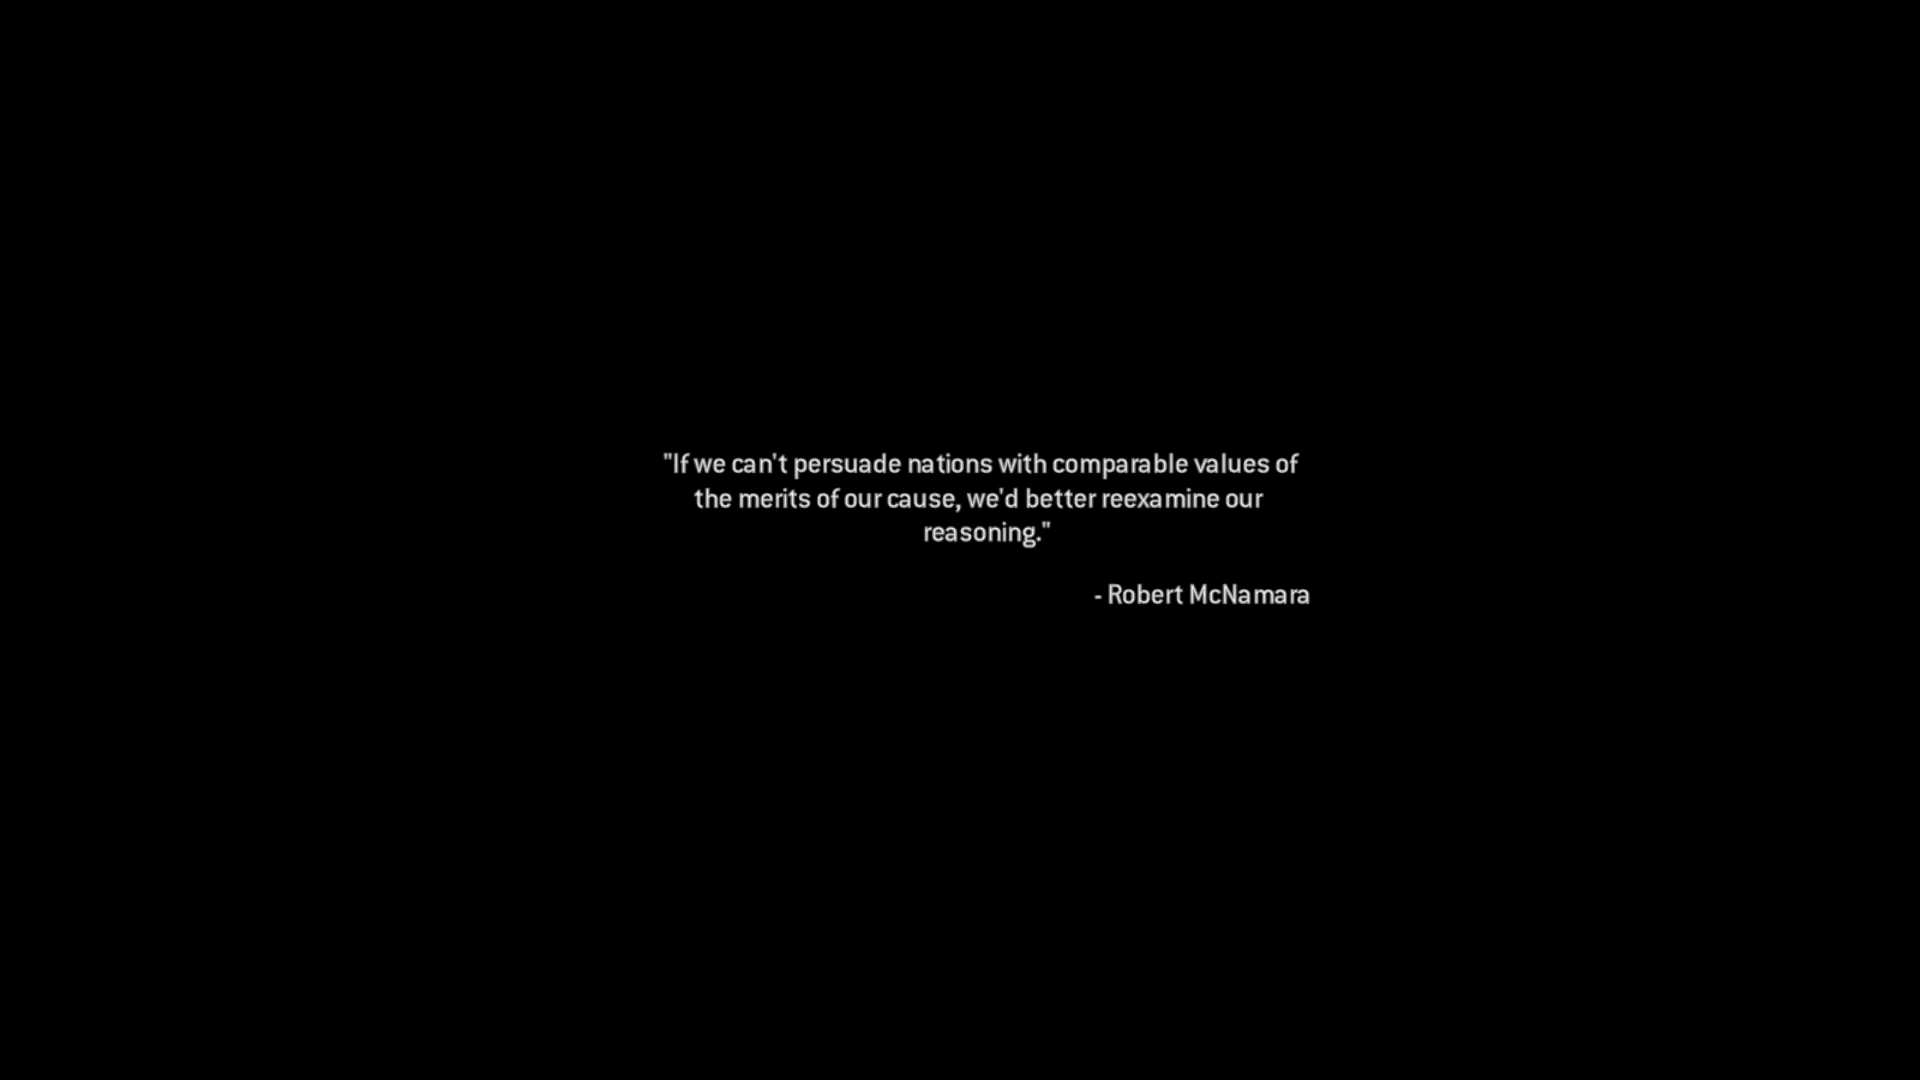 "If we can't persuade nations with comparable values of
the merits of our cause, we'd better reexamine our
reasoning."
- Robert McNamara